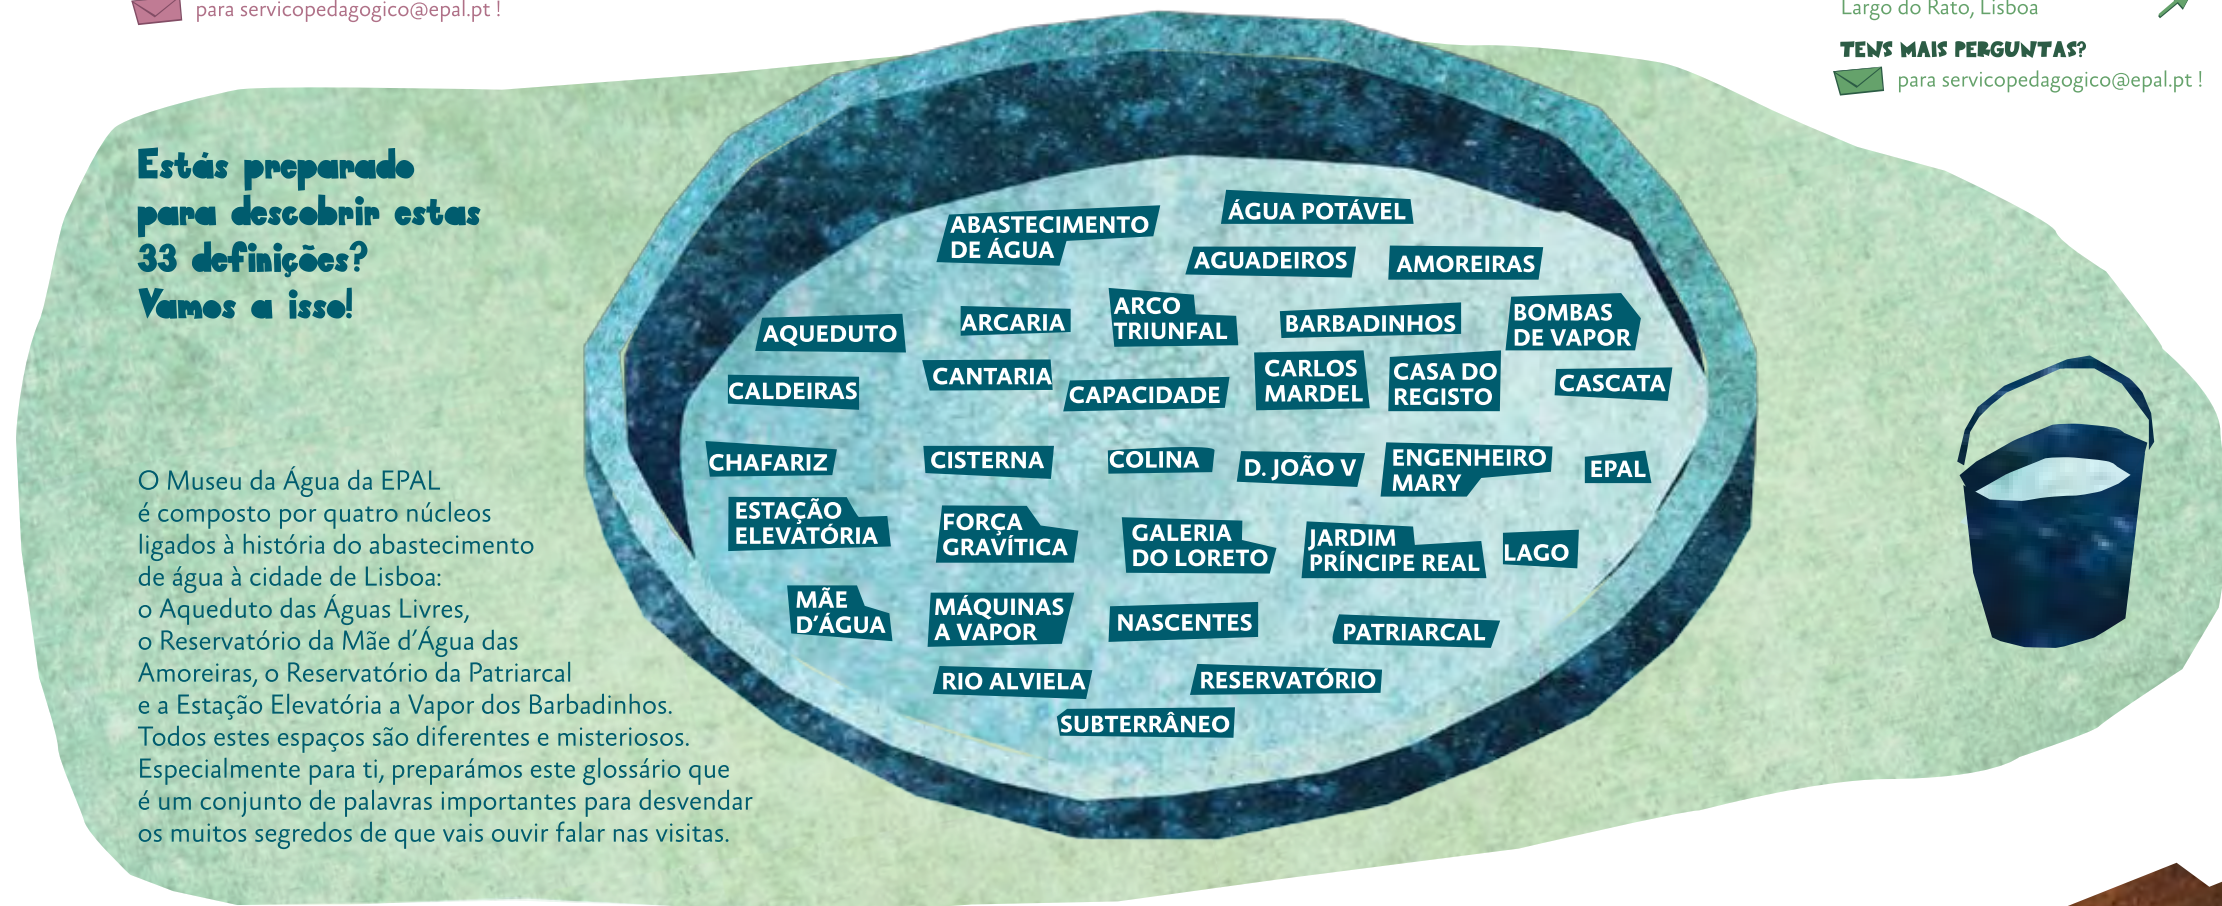 para servicopedagogico@epal.pt !
Largo do Rato, Lisboa
TENS MAIS PERGUNTAS?
para servicopedagogico@epal.pt !
Estás preparado
para descobrir estas
33 definições?
Vamos a isso!
O Museu da Água da EPAL
é composto por quatro núcleos
ligados à história do abastecimento
de água à cidade de Lisboa:
o Aqueduto das Águas Livres,
o Reservatório da Mãe d'Água das
Amoreiras, o Reservatório da Patriarcal
e a Estação Elevatória a Vapor dos Barbadinhos.
Todos estes espaços são diferentes e misteriosos.
Especialmente para ti, preparámos este glossário que
é um conjunto de palavras importantes para desvendar
os muitos segredos de que vais ouvir falar nas visitas.
ABASTECIMENTO
DE ÁGUA
ÁGUA POTÁVEL
AGUADEIROS
AMOREIRAS
AQUEDUTO
ARCARIA
ARCO
TRIUNFAL
BARBADINHOS
BOMBAS
DE VAPOR
CALDEIRAS
CANTARIA
CAPACIDADE
CARLOS
MARDEL
CASA DO
REGISTO
CASCATA
CHAFARIZ
CISTERNA
COLINA
D. JOÃO V
ENGENHEIRO
MARY
EPAL
ESTAÇÃO
ELEVATÓRIA
FORÇA
GRAVÍTICA
GALERIA
DO LORETO
JARDIM
PRÍNCIPE REAL
LAGO
MÃE
D'ÁGUA
MÁQUINAS
A VAPOR
NASCENTES
PATRIARCAL
RIO ALVIELA
RESERVATÓRIO
SUBTERRÂNEO